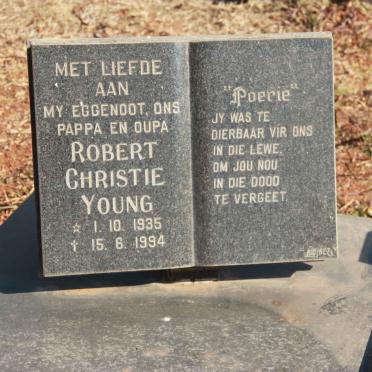 MET LIEFDE
AAN
MY EGGENOOT, ONS
PAPPA EN OUPA
ROBERT
CHRISTIE
YOUNG
☆ 1. 10. 1935
✝ 15. 6. 1994
"Poerie"
JY WAS TE
DIERBAAR VIR ONS
IN DIE LEWE,
OM JOU NOU
IN DIE DOOD
TE VERGEET.